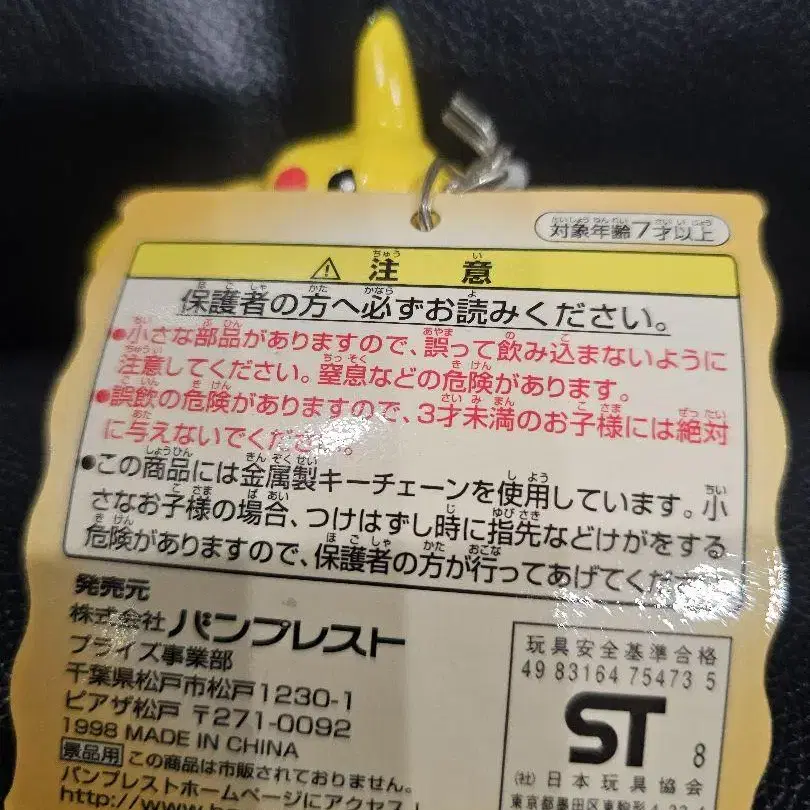 対象年齢7才以上
⚠ 注意
保護者の方へ必ずお読みください。
●小さな部品がありますので、誤って飲み込まないように
注意してください。窒息などの危険があります。
●誤飲の危険がありますので、3才未満のお子様には絶対
に与えないでください。
●この商品には金属製キーチェーンを使用しています。小
さなお子様の場合、つけはずし時に指先などけがをする
危険がありますので、保護者の方が行ってあげてくださ
発売元
株式会社 バンプレスト
プライズ事業部
千葉県松戸市松戸1230-1
ピアザ松戸 〒271-0092
1998 MADE IN CHINA
景品用 この商品は市販されておりません。
バンプレストホームページにアクセス!
http://www.b
玩具安全基準合格
49 83164 75473 5
ST 8
(社)日本玩具協会
東京都墨田区東駒形